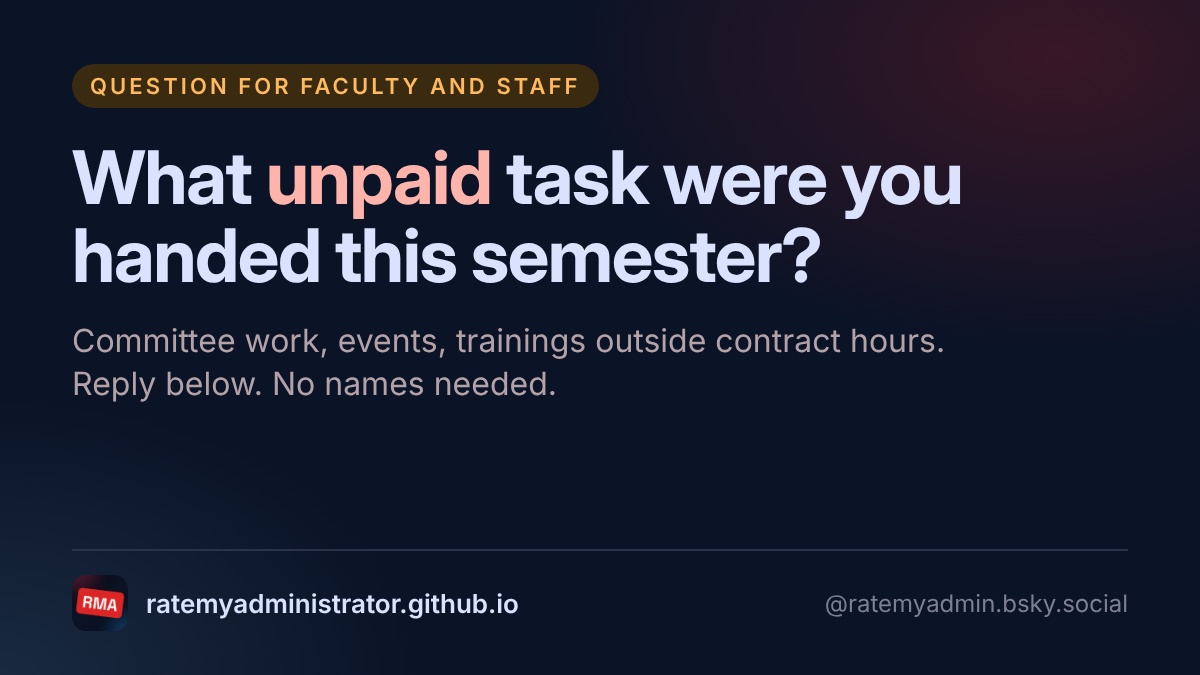 QUESTION FOR FACULTY AND STAFF
What unpaid task were you
handed this semester?
Committee work, events, trainings outside contract hours.
Reply below. No names needed.
RMA
ratemyadministrator.github.io
@ratemyadmin.bsky.social